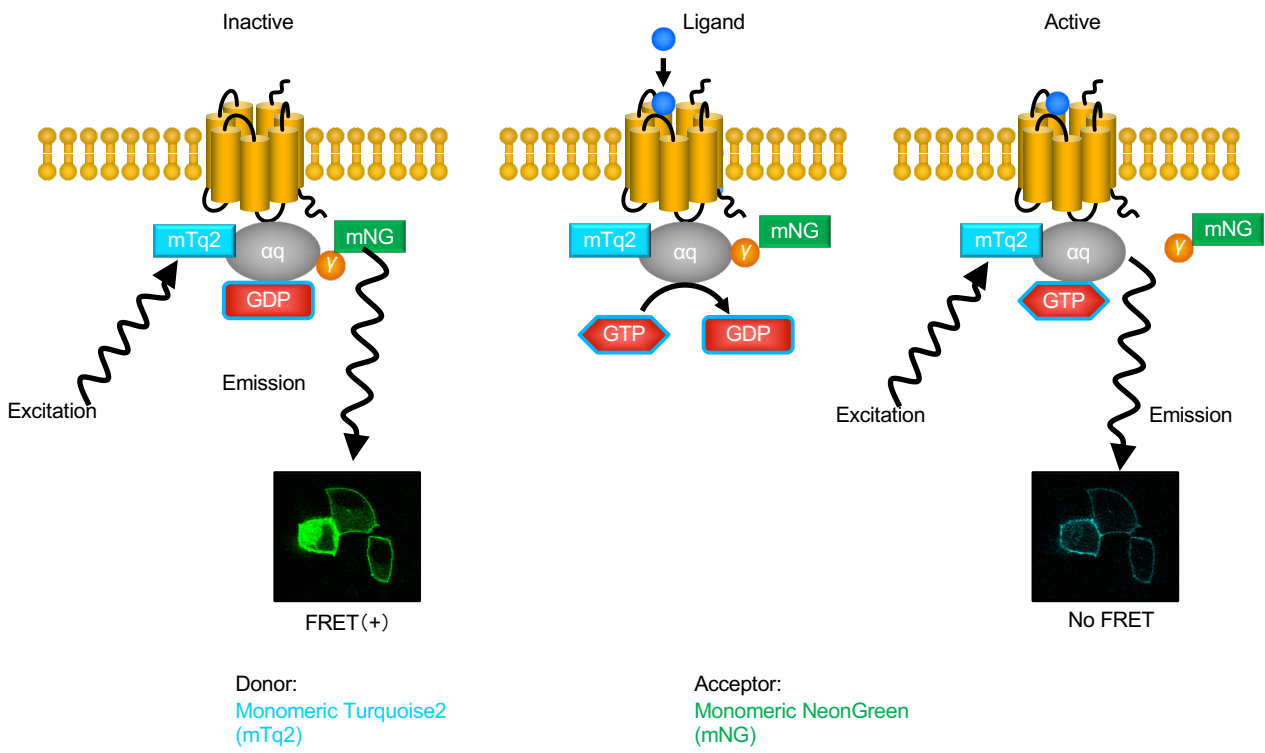 Inactive
Ligand
Active
mTq2
αq
γ
mNG
GDP
mTq2
αq
γ
mNG
GTP
GDP
mTq2
αq
γ
mNG
GTP
Excitation
Emission
Excitation
Emission
FRET(+)
No FRET
Donor:
Monomeric Turquoise2
(mTq2)
Acceptor:
Monomeric NeonGreen
(mNG)